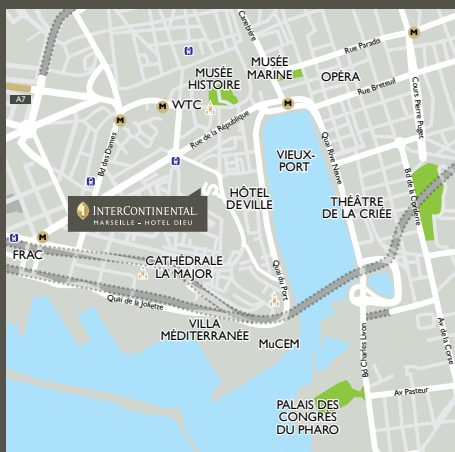 Canebière
Rue Paradis
M
MUSÉE
MARINE
OPÉRA
MUSÉE
HISTOIRE
Rue Breteuil
Cours Pierre Puget
A7
M
WTC
M
M
Rue de la République
Bd des Dames
Quai Rive Neuve
VIEUX-
PORT
Bd de la Corderie
HÔTEL
DE VILLE
THÉÂTRE
DE LA CRIÉE
INTERCONTINENTAL
MARSEILLE – HOTEL DIEU
M
FRAC
CATHÉDRALE
LA MAJOR
Quai du Port
Quai de la Joliette
VILLA
MÉDITERRANÉE
MuCEM
Bd Charles Livon
Av de la Corse
Av Pasteur
PALAIS DES
CONGRÈS
DU PHARO